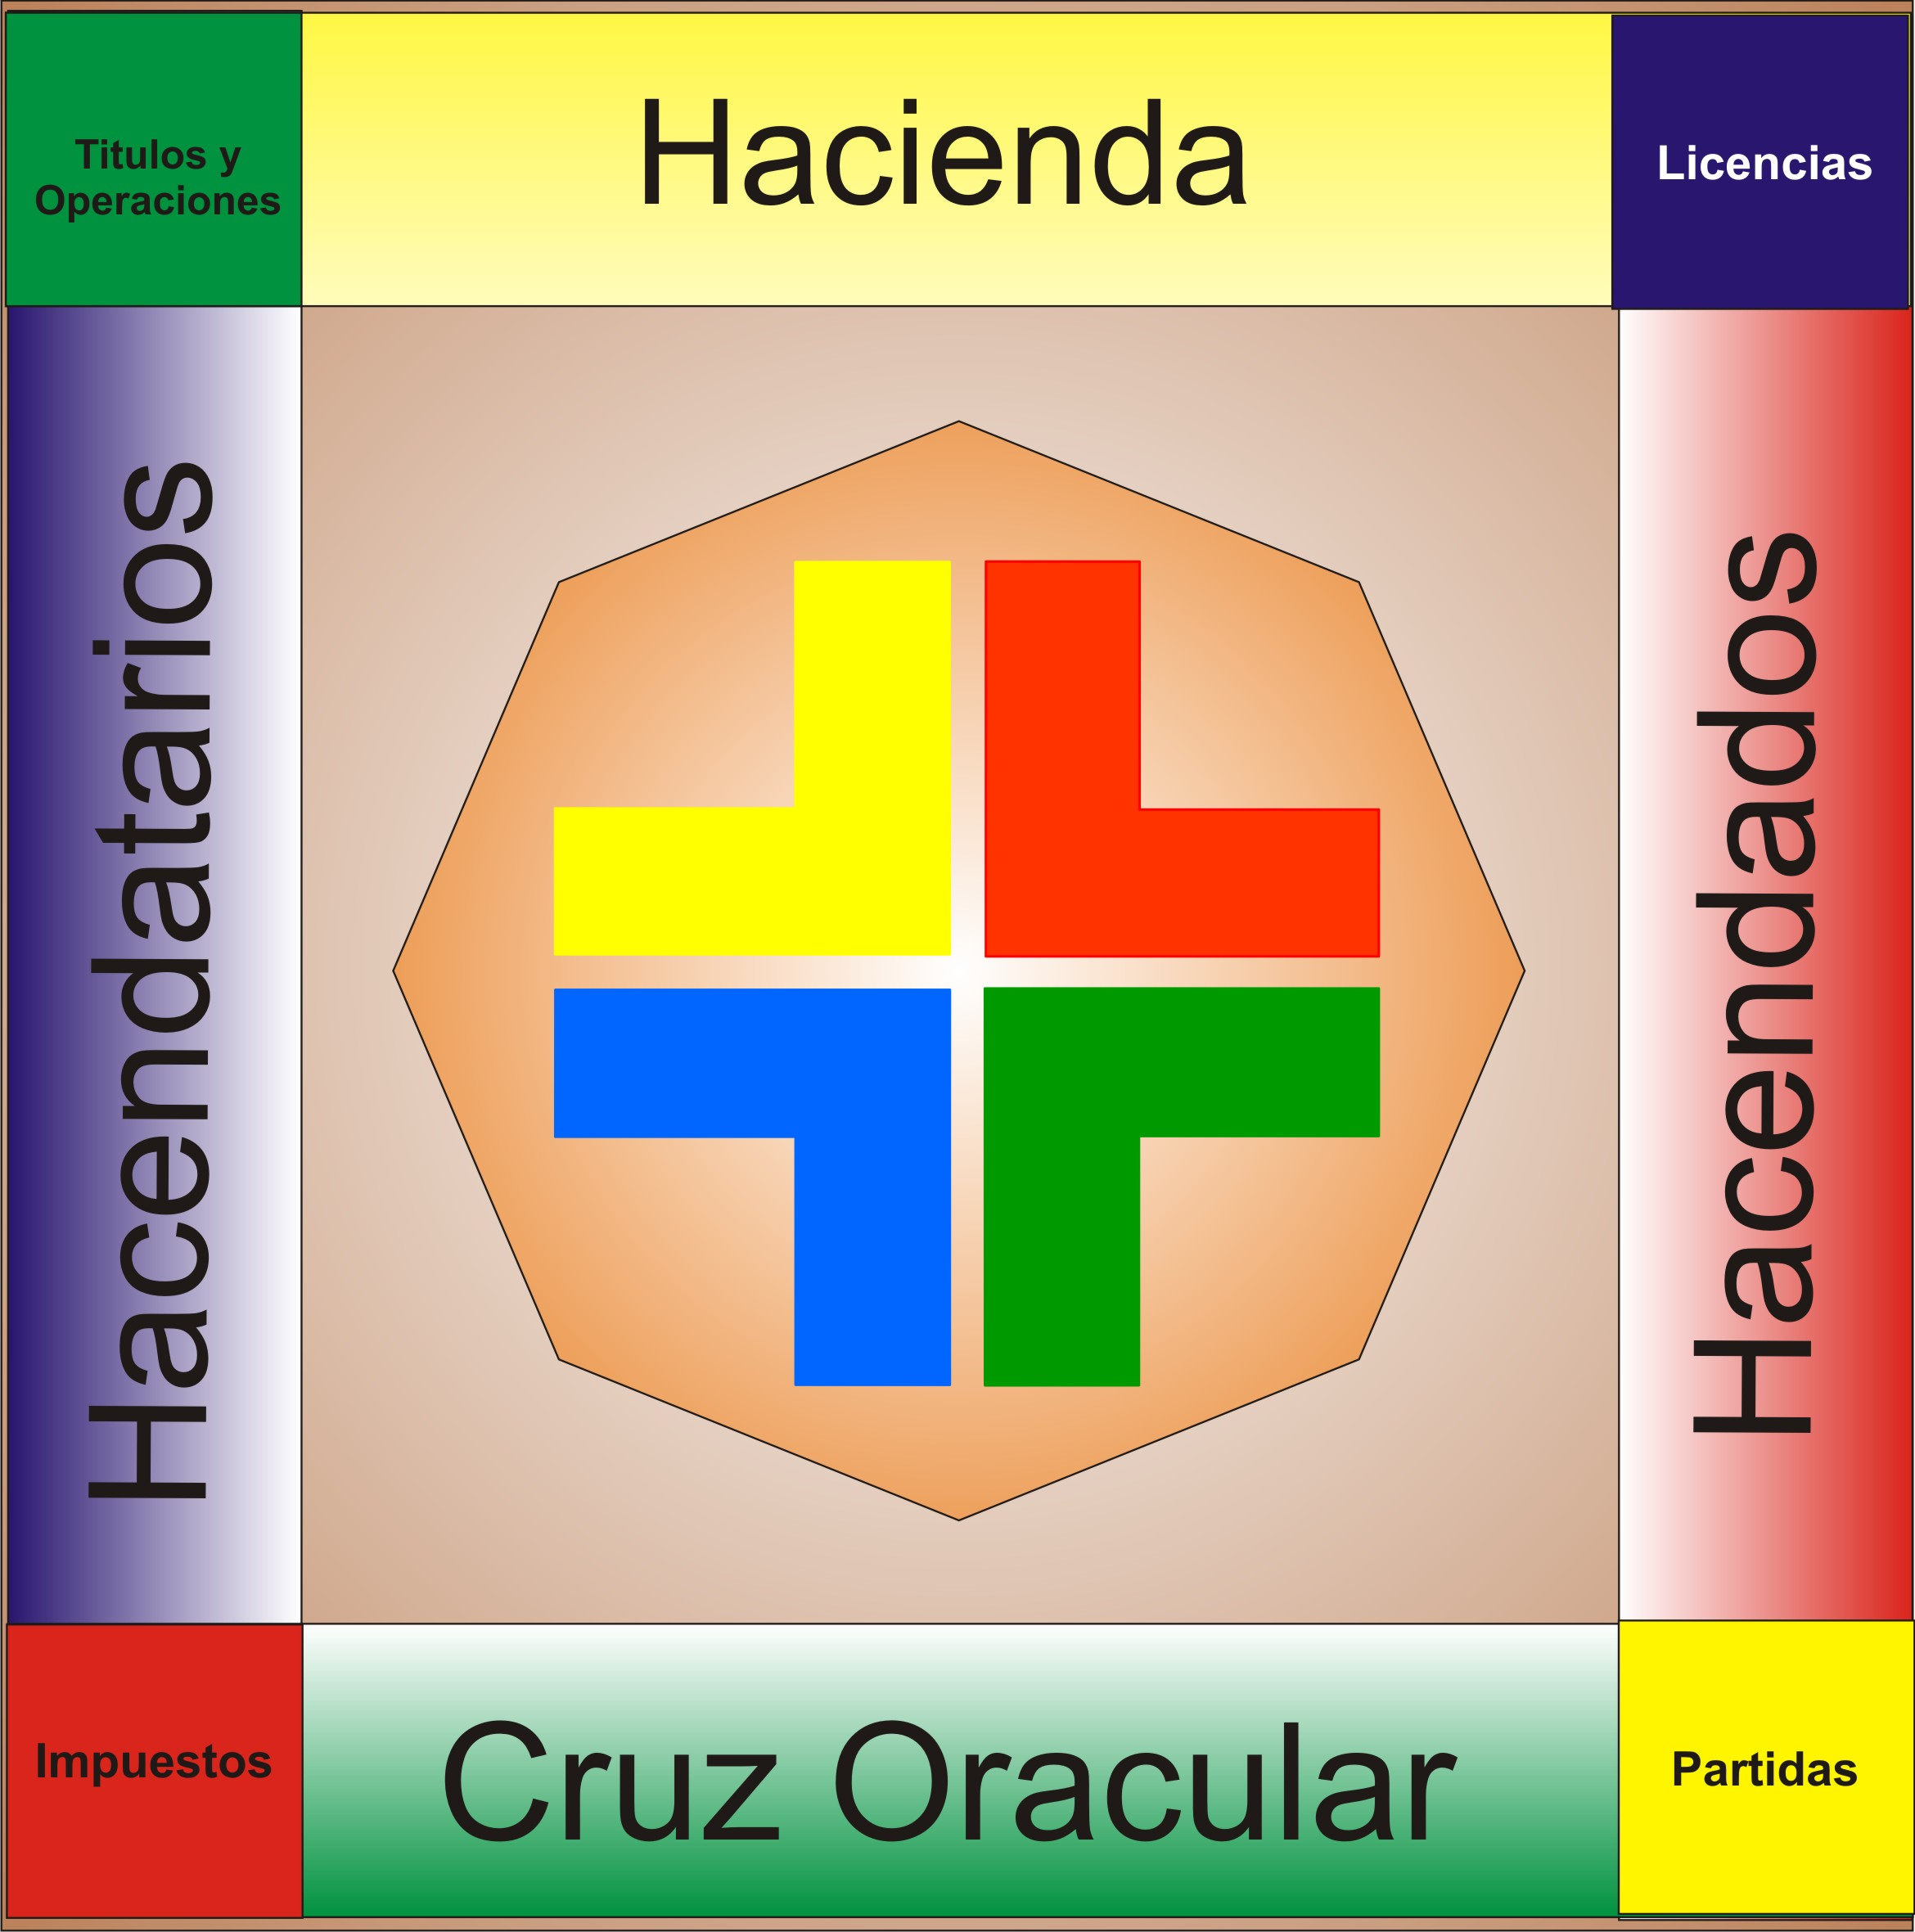 Titulos y
Operaciones
Hacienda
Licencias
Hacendatarios
Hacendados
Impuestos
Cruz Oracular
Partidas